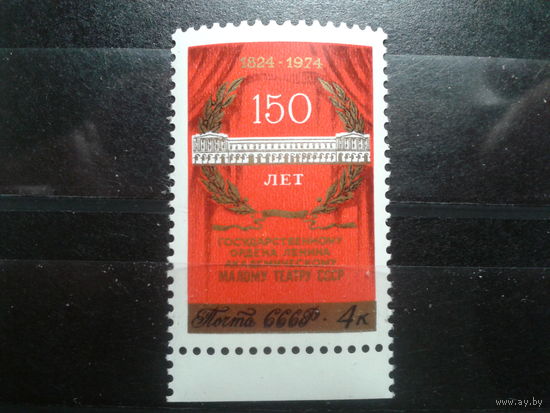 1824 - 1974
150
ЛЕТ
ГОСУДАРСТВЕННОМУ
ОРДЕНА ЛЕНИНА
АКАДЕМИЧЕСКОМУ
МАЛОМУ ТЕАТРУ СССР
Почта СССР · 4к
www.ay.by